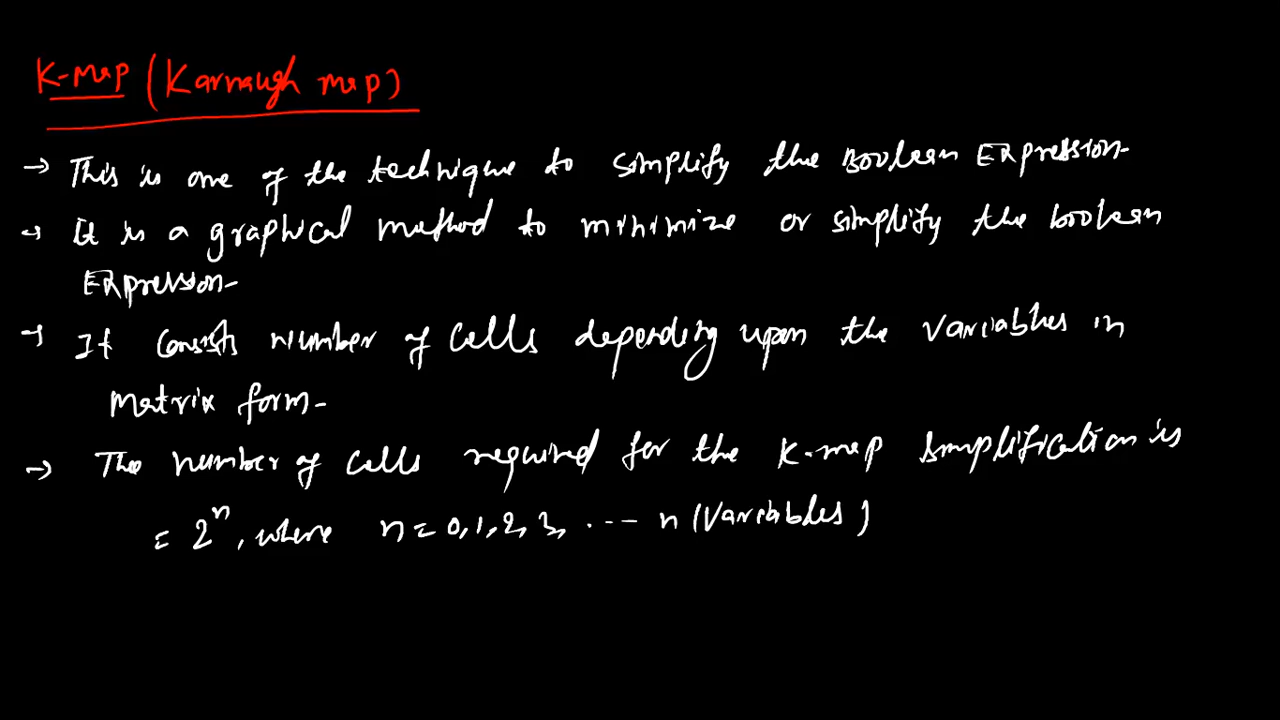 K-map (Karnaugh map)
→ This is one of the technique to simplify the Boolean Expression-
→ It is a graphical method to minimize or simplify the boolean
Expression-
→ It consists number of cells depending upon the variables in
Matrix form-
→ The number of cells required for the K-map simplification is
= 2ⁿ, where n = 0, 1, 2, 3, ..-- n (Variables)